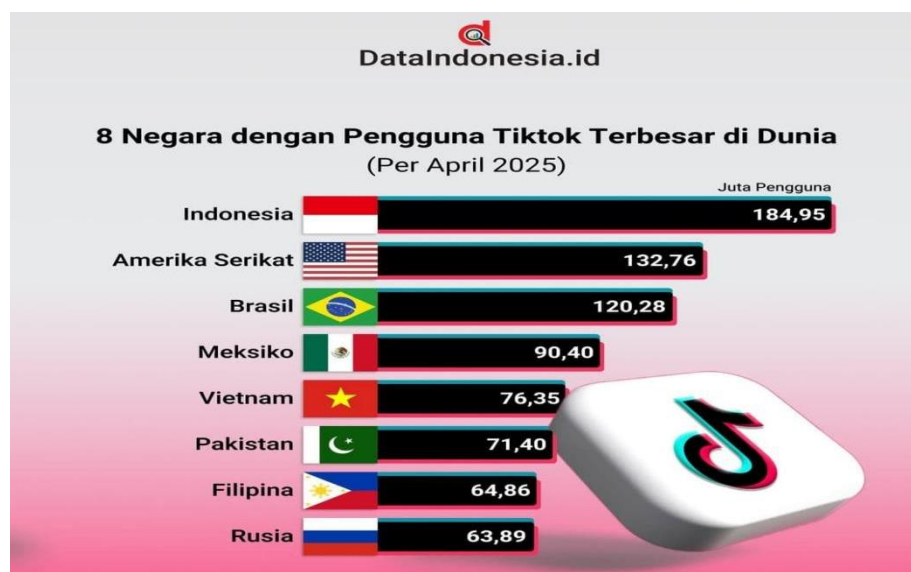 DataIndonesia.id
8 Negara dengan Pengguna Tiktok Terbesar di Dunia
(Per April 2025)
Juta Pengguna
Indonesia 184,95
Amerika Serikat 132,76
Brasil 120,28
Meksiko 90,40
Vietnam 76,35
Pakistan 71,40
Filipina 64,86
Rusia 63,89